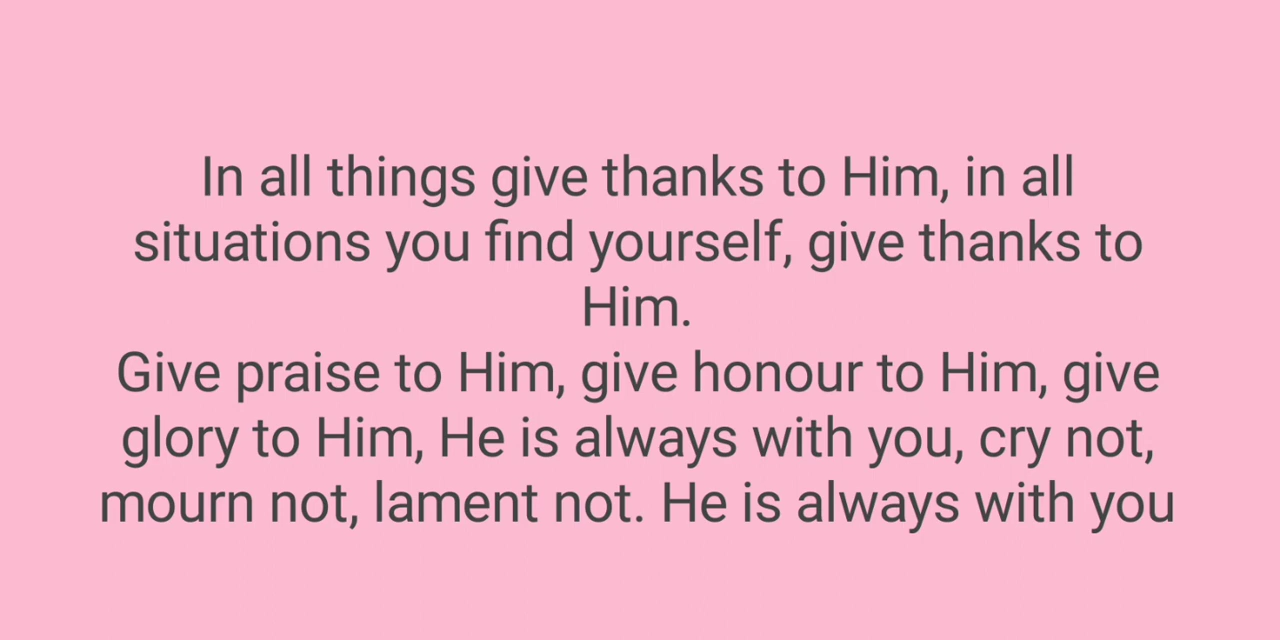 In all things give thanks to Him, in all
situations you find yourself, give thanks to
Him.
Give praise to Him, give honour to Him, give
glory to Him, He is always with you, cry not,
mourn not, lament not. He is always with you